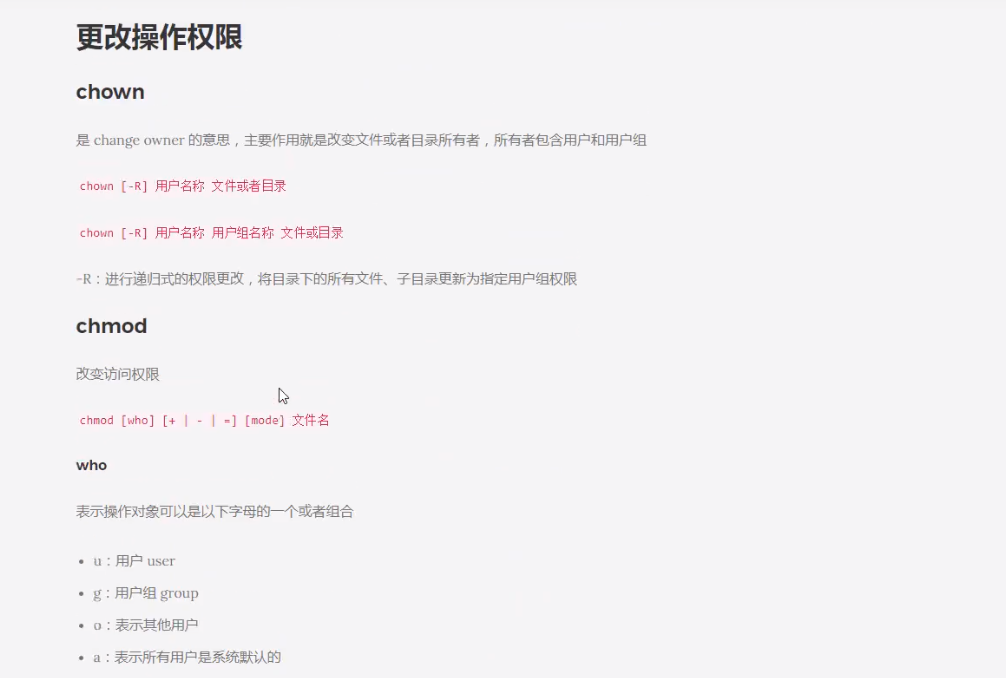 更改操作权限
chown
是 change owner 的意思，主要作用就是改变文件或者目录所有者，所有者包含用户和用户组
chown [-R] 用户名称 文件或者目录
chown [-R] 用户名称 用户组名称 文件或目录
-R：进行递归式的权限更改，将目录下的所有文件、子目录更新为指定用户组权限
chmod
改变访问权限
chmod [who] [+ | - | =] [mode] 文件名
who
表示操作对象可以是以下字母的一个或者组合
• u：用户 user
• g：用户组 group
• o：表示其他用户
• a：表示所有用户是系统默认的